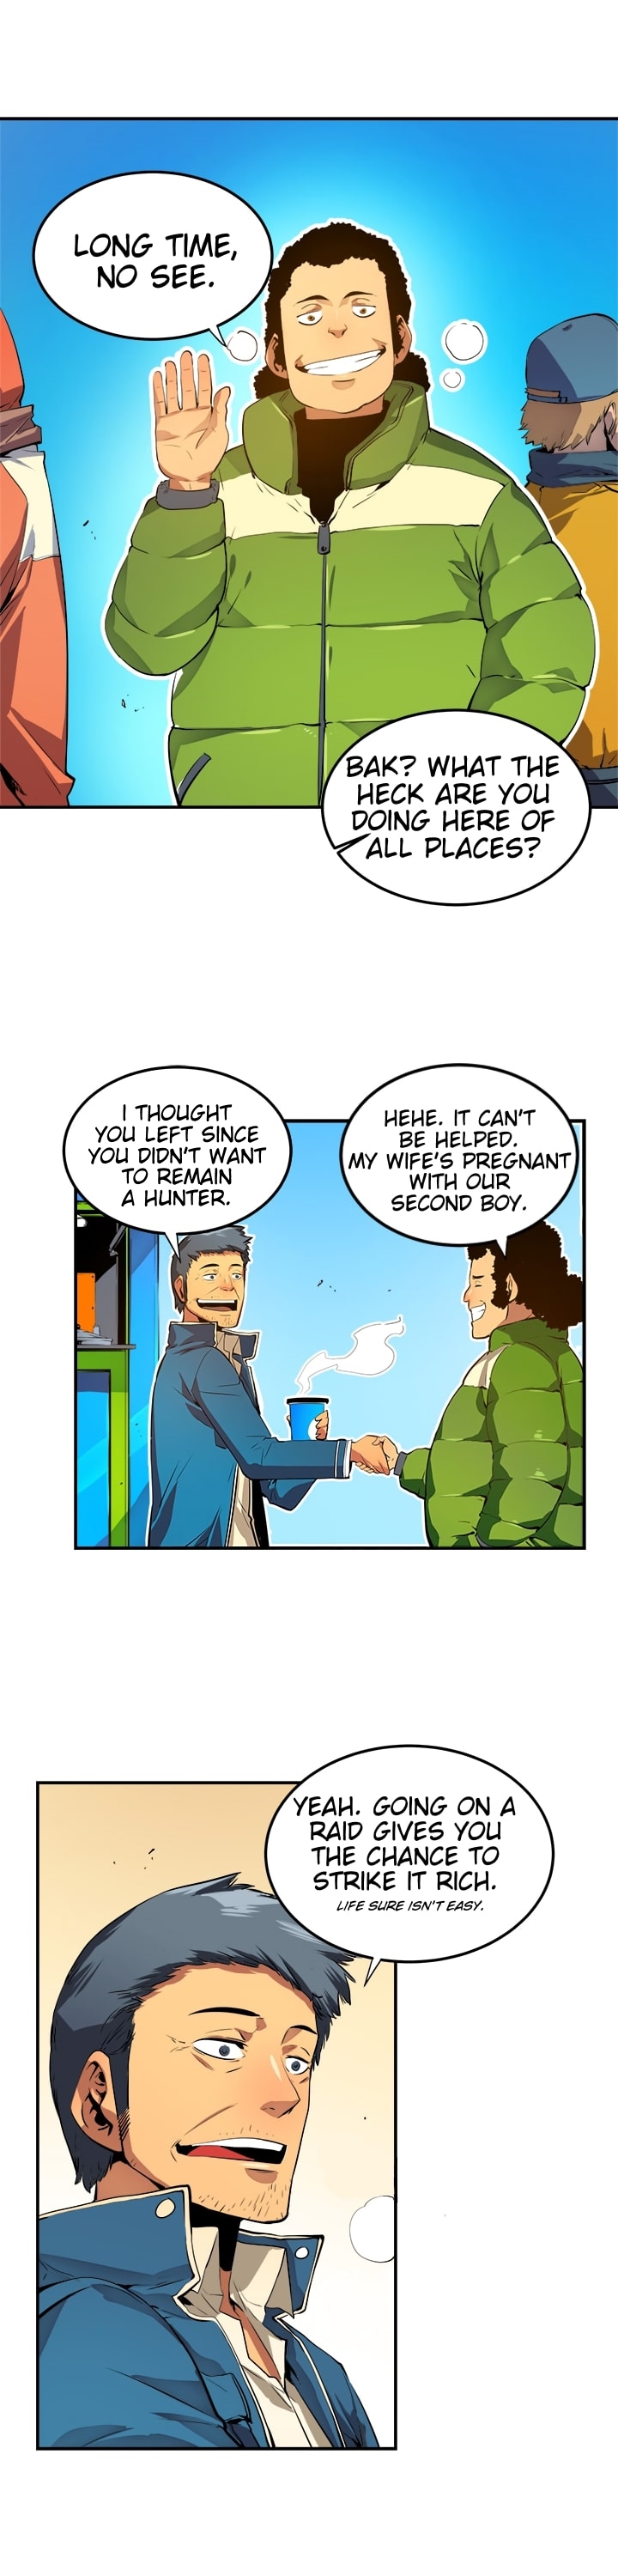 LONG TIME,
NO SEE.
BAK? WHAT THE
HECK ARE YOU
DOING HERE OF
ALL PLACES?
I THOUGHT
YOU LEFT SINCE
YOU DIDN'T WANT
TO REMAIN
A HUNTER.
HEHE. IT CAN'T
BE HELPED.
MY WIFE'S PREGNANT
WITH OUR
SECOND BOY.
YEAH. GOING ON A
RAID GIVES YOU
THE CHANCE TO
STRIKE IT RICH.
LIFE SURE ISN'T EASY.